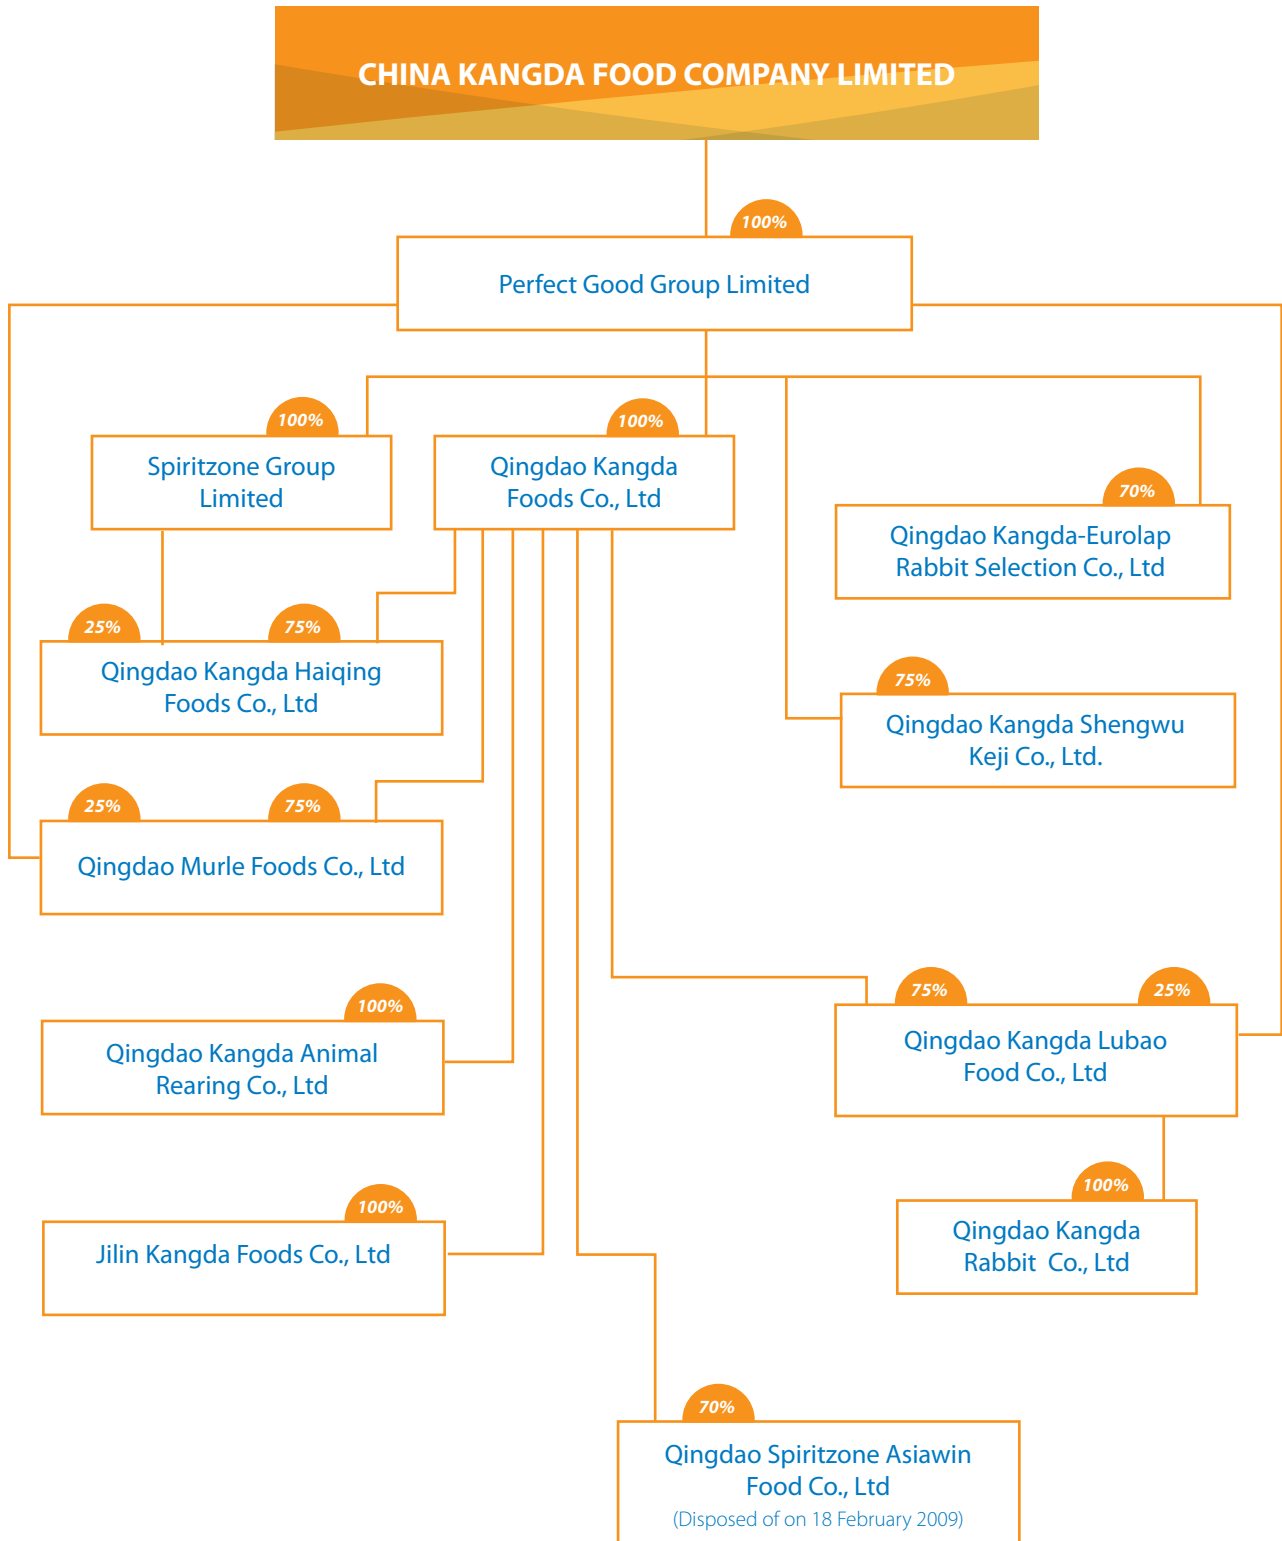 CHINA KANGDA FOOD COMPANY LIMITED
100%
Perfect Good Group Limited
100%
Spiritzone Group
Limited
100%
Qingdao Kangda
Foods Co., Ltd
70%
Qingdao Kangda-Eurolap
Rabbit Selection Co., Ltd
25%
75%
Qingdao Kangda Haiqing
Foods Co., Ltd
75%
Qingdao Kangda Shengwu
Keji Co., Ltd.
25%
75%
Qingdao Murle Foods Co., Ltd
100%
Qingdao Kangda Animal
Rearing Co., Ltd
75%
25%
Qingdao Kangda Lubao
Food Co., Ltd
100%
Jilin Kangda Foods Co., Ltd
100%
Qingdao Kangda
Rabbit Co., Ltd
70%
Qingdao Spiritzone Asiawin
Food Co., Ltd
(Disposed of on 18 February 2009)